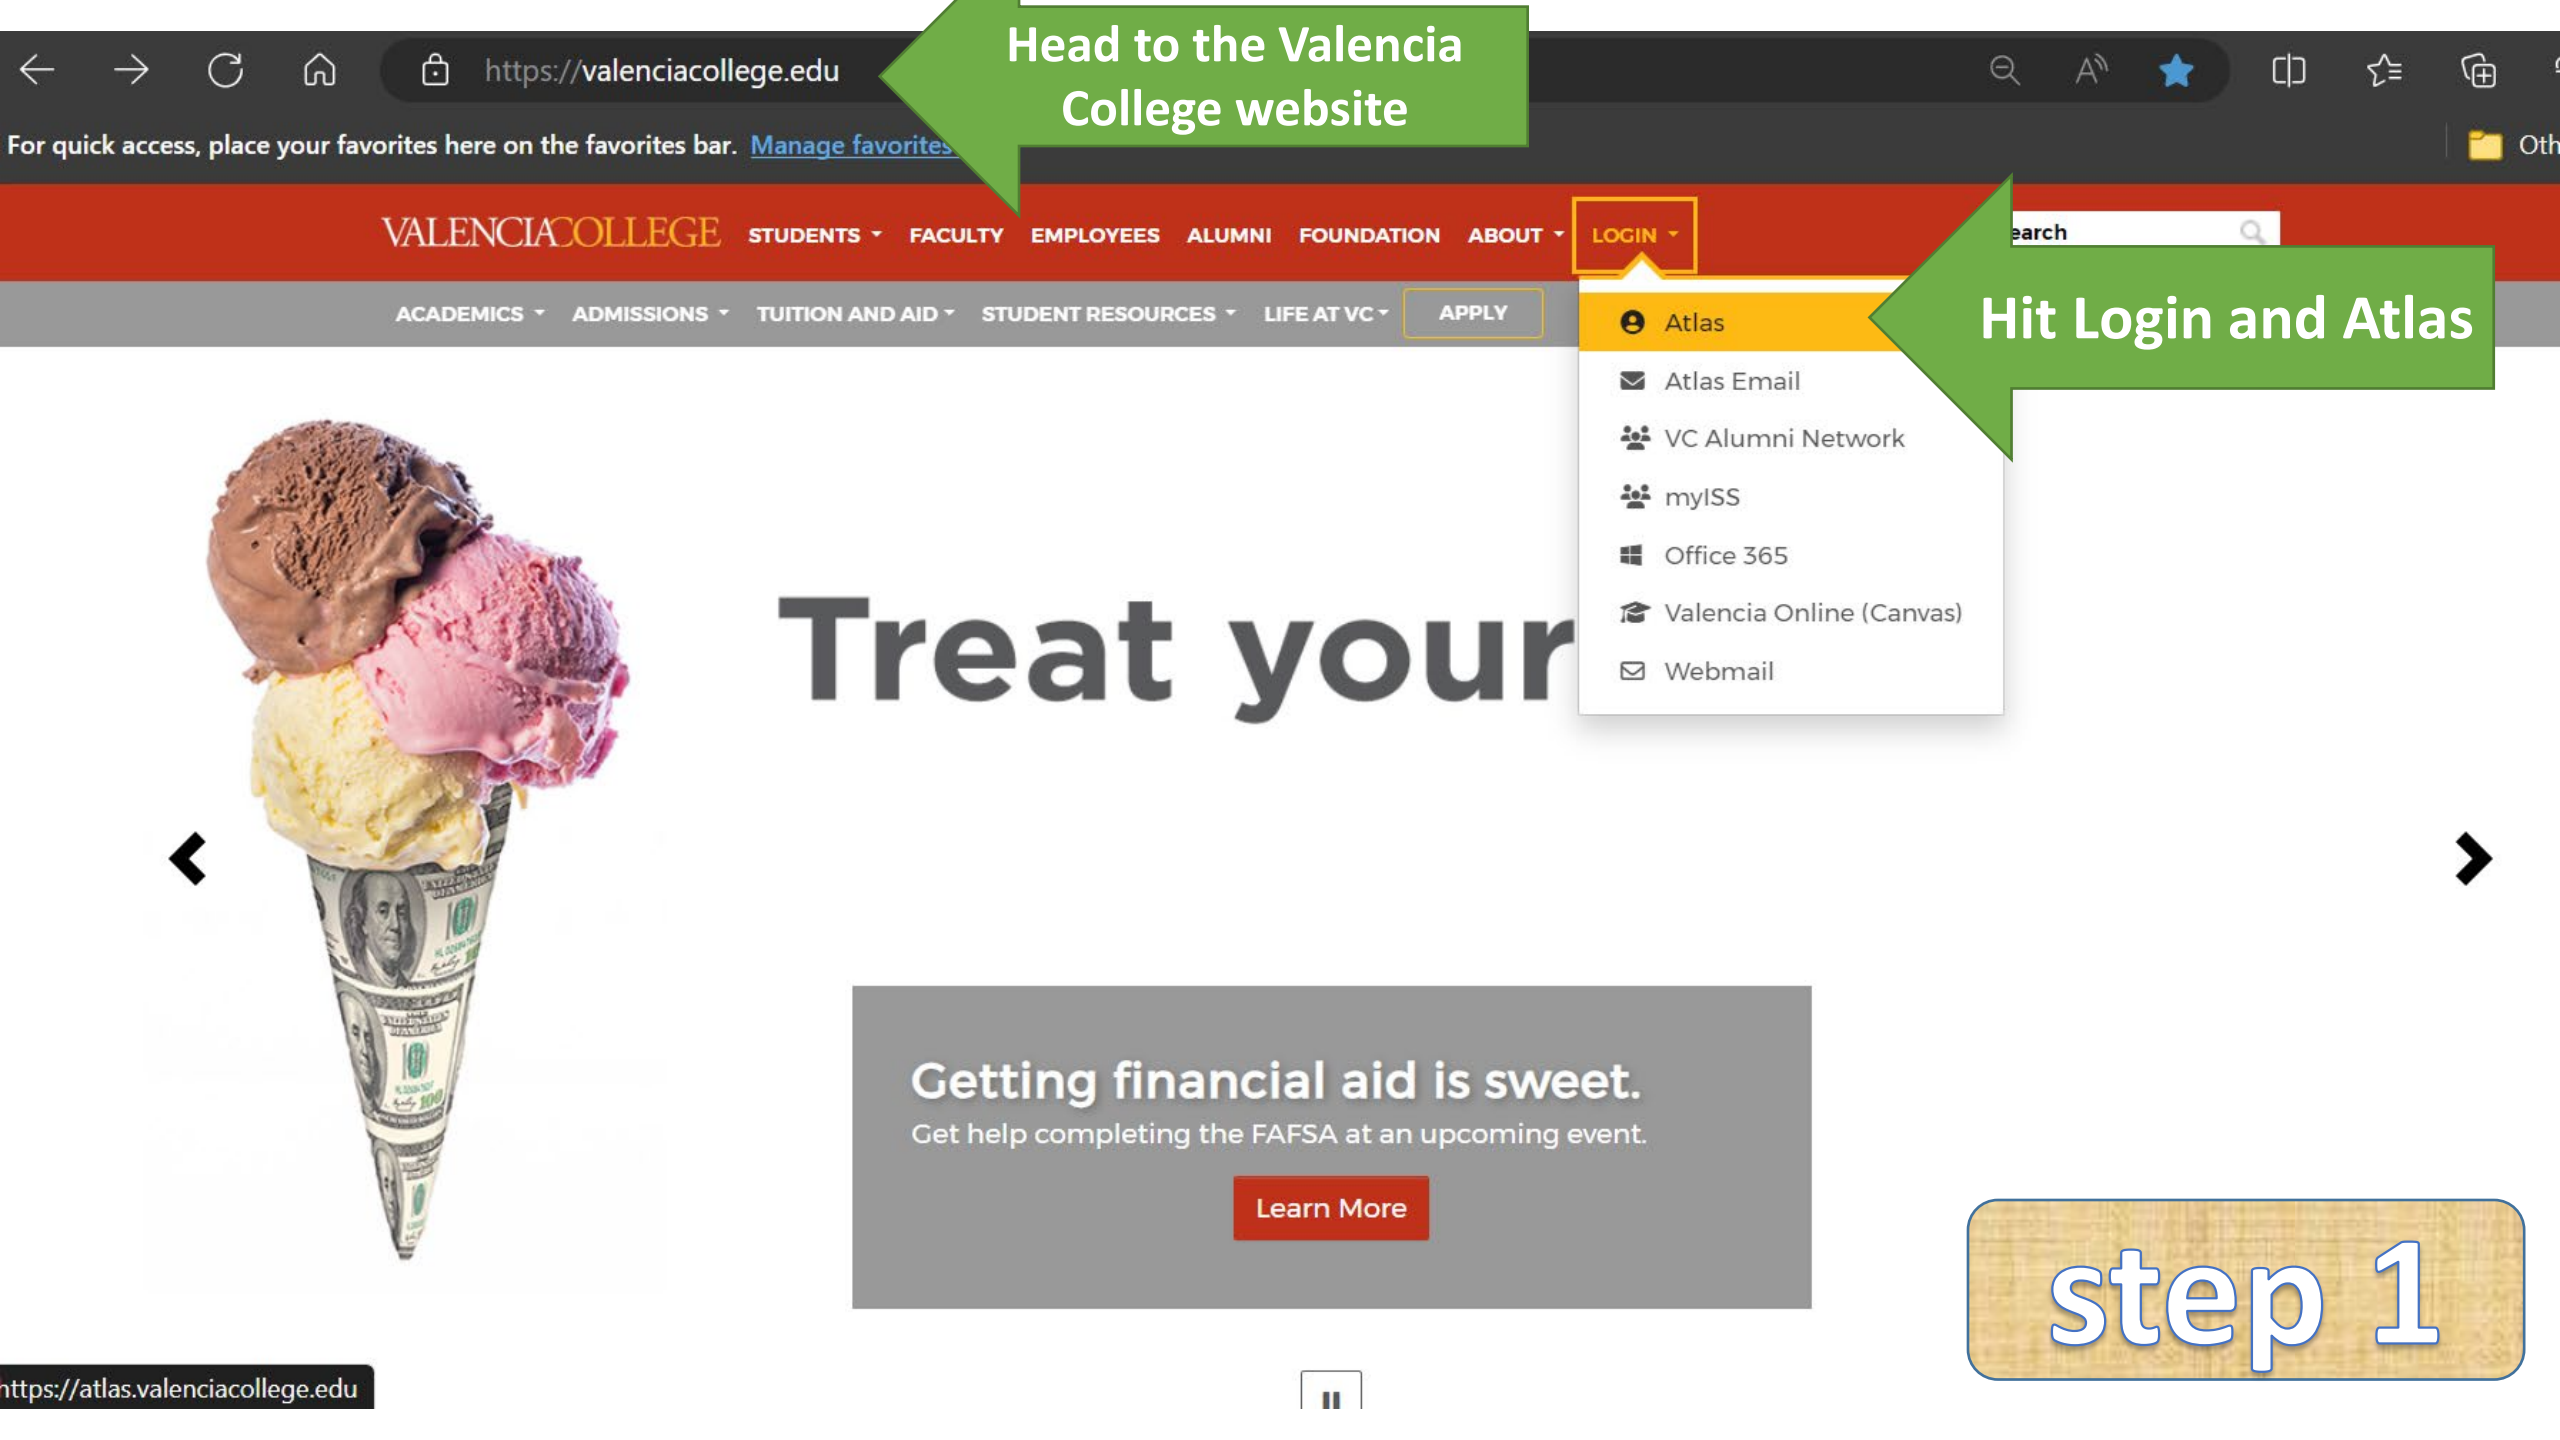 Head to the Valencia
College website
https://valenciacollege.edu
For quick access, place your favorites here on the favorites bar. Manage favorites
VALENCIACOLLEGE STUDENTS FACULTY EMPLOYEES ALUMNI FOUNDATION ABOUT LOGIN
ACADEMICS ADMISSIONS TUITION AND AID STUDENT RESOURCES LIFE AT VC APPLY
Hit Login and Atlas
Atlas
Atlas Email
VC Alumni Network
myISS
Office 365
Valencia Online (Canvas)
Webmail
Treat your
Getting financial aid is sweet.
Get help completing the FAFSA at an upcoming event.
Learn More
step 1
https://atlas.valenciacollege.edu